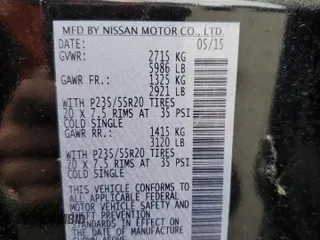 MFD BY NISSAN MOTOR CO., LTD.
DATE: 05/15
GVWR: 2715 KG
5986 LB
GAWR FR.: 1325 KG
2921 LB
WITH P235/55R20 TIRES
20 X 7.5 RIMS AT 35 PSI
COLD SINGLE
GAWR RR.: 1415 KG
3120 LB
WITH P235/55R20 TIRES
20 X 7.5 RIMS AT 35 PSI
COLD SINGLE
THIS VEHICLE CONFORMS TO
ALL APPLICABLE FEDERAL
MOTOR VEHICLE SAFETY AND
THEFT PREVENTION
STANDARDS IN EFFECT ON
THE DATE OF MANUFACTURE
SHOWN ABOVE.